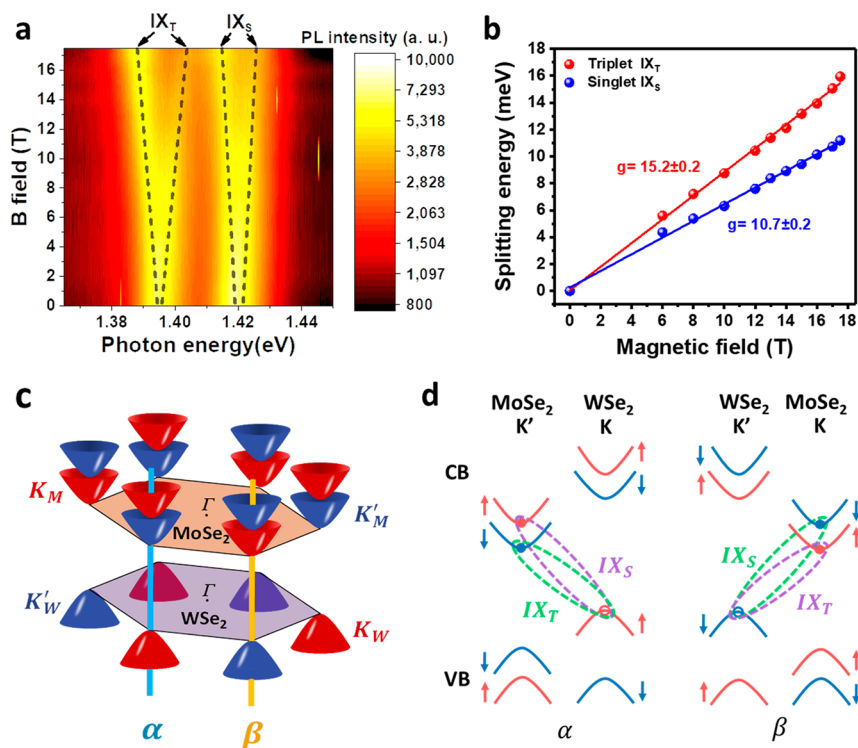 a
IX_T
IX_S
PL intensity (a. u.)
10,000
7,293
5,318
3,878
2,828
2,063
1,504
1,097
800
16
14
12
10
8
6
4
2
0
B field (T)
1.38
1.40
1.42
1.44
Photon energy(eV)
b
Triplet IX_T
Singlet IX_S
18
16
14
12
10
8
6
4
2
0
-2
Splitting energy (meV)
g= 15.2±0.2
g= 10.7±0.2
0
2
4
6
8
10
12
14
16
18
Magnetic field (T)
c
K_M
Γ
MoSe₂
K′_M
K′_W
Γ
WSe₂
K_W
α
β
d
MoSe₂
K’
WSe₂
K
WSe₂
K’
MoSe₂
K
CB
IX_S
IX_T
IX_S
IX_T
VB
α
β